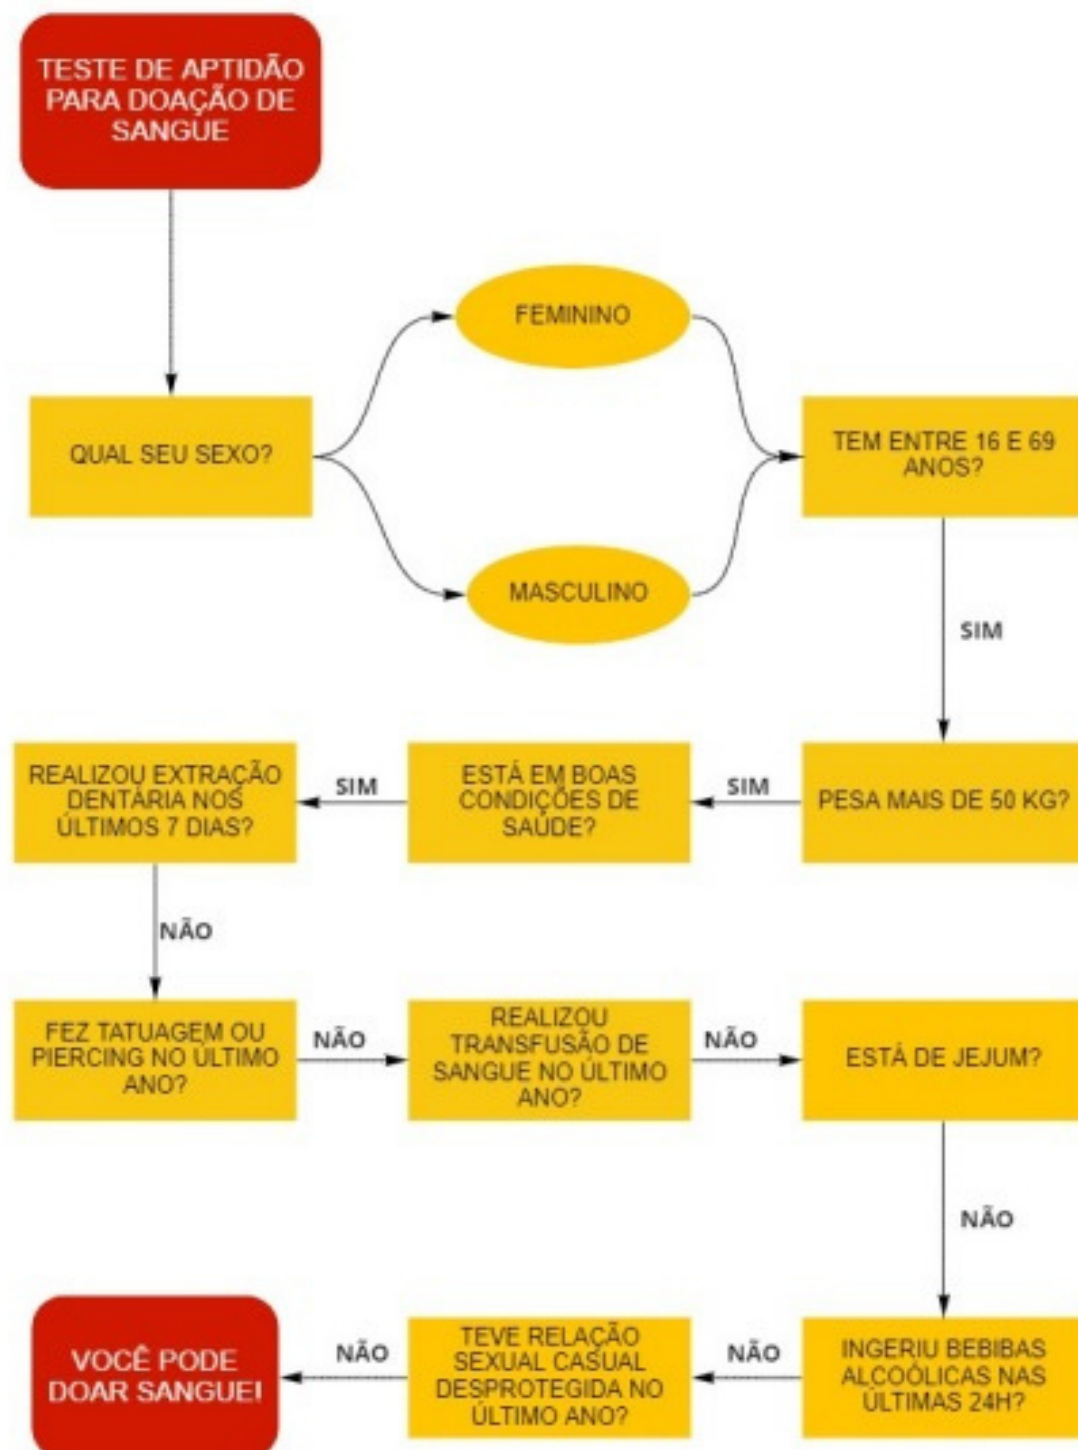 TESTE DE APTIDÃO
PARA DOAÇÃO DE
SANGUE
QUAL SEU SEXO?
FEMININO
MASCULINO
TEM ENTRE 16 E 69
ANOS?
SIM
PESA MAIS DE 50 KG?
SIM
ESTÁ EM BOAS
CONDIÇÕES DE
SAÚDE?
SIM
REALIZOU EXTRAÇÃO
DENTÁRIA NOS
ÚLTIMOS 7 DIAS?
NÃO
FEZ TATUAGEM OU
PIERCING NO ÚLTIMO
ANO?
NÃO
REALIZOU
TRANSFUSÃO DE
SANGUE NO ÚLTIMO
ANO?
NÃO
ESTÁ DE JEJUM?
NÃO
INGERIU BEBIBAS
ALCOÓLICAS NAS
ÚLTIMAS 24H?
NÃO
TEVE RELAÇÃO
SEXUAL CASUAL
DESPROTEGIDA NO
ÚLTIMO ANO?
NÃO
VOCÊ PODE
DOAR SANGUE!